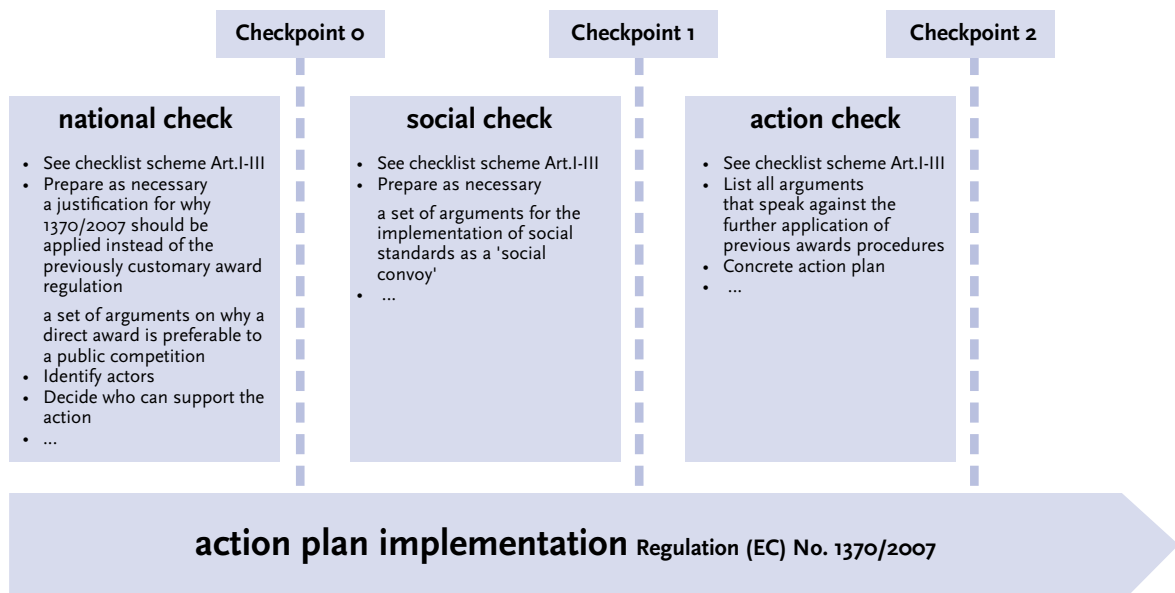 Checkpoint 0
Checkpoint 1
Checkpoint 2
national check
• See checklist scheme Art.I-III
• Prepare as necessary
a justification for why
1370/2007 should be
applied instead of the
previously customary award
regulation
a set of arguments on why a
direct award is preferable to
a public competition
• Identify actors
• Decide who can support the
action
• ...
social check
• See checklist scheme Art.I-III
• Prepare as necessary
a set of arguments for the
implementation of social
standards as a 'social
convoy'
• ...
action check
• See checklist scheme Art.I-III
• List all arguments
that speak against the
further application of
previous awards procedures
• Concrete action plan
• ...
action plan implementation Regulation (EC) No. 1370/2007